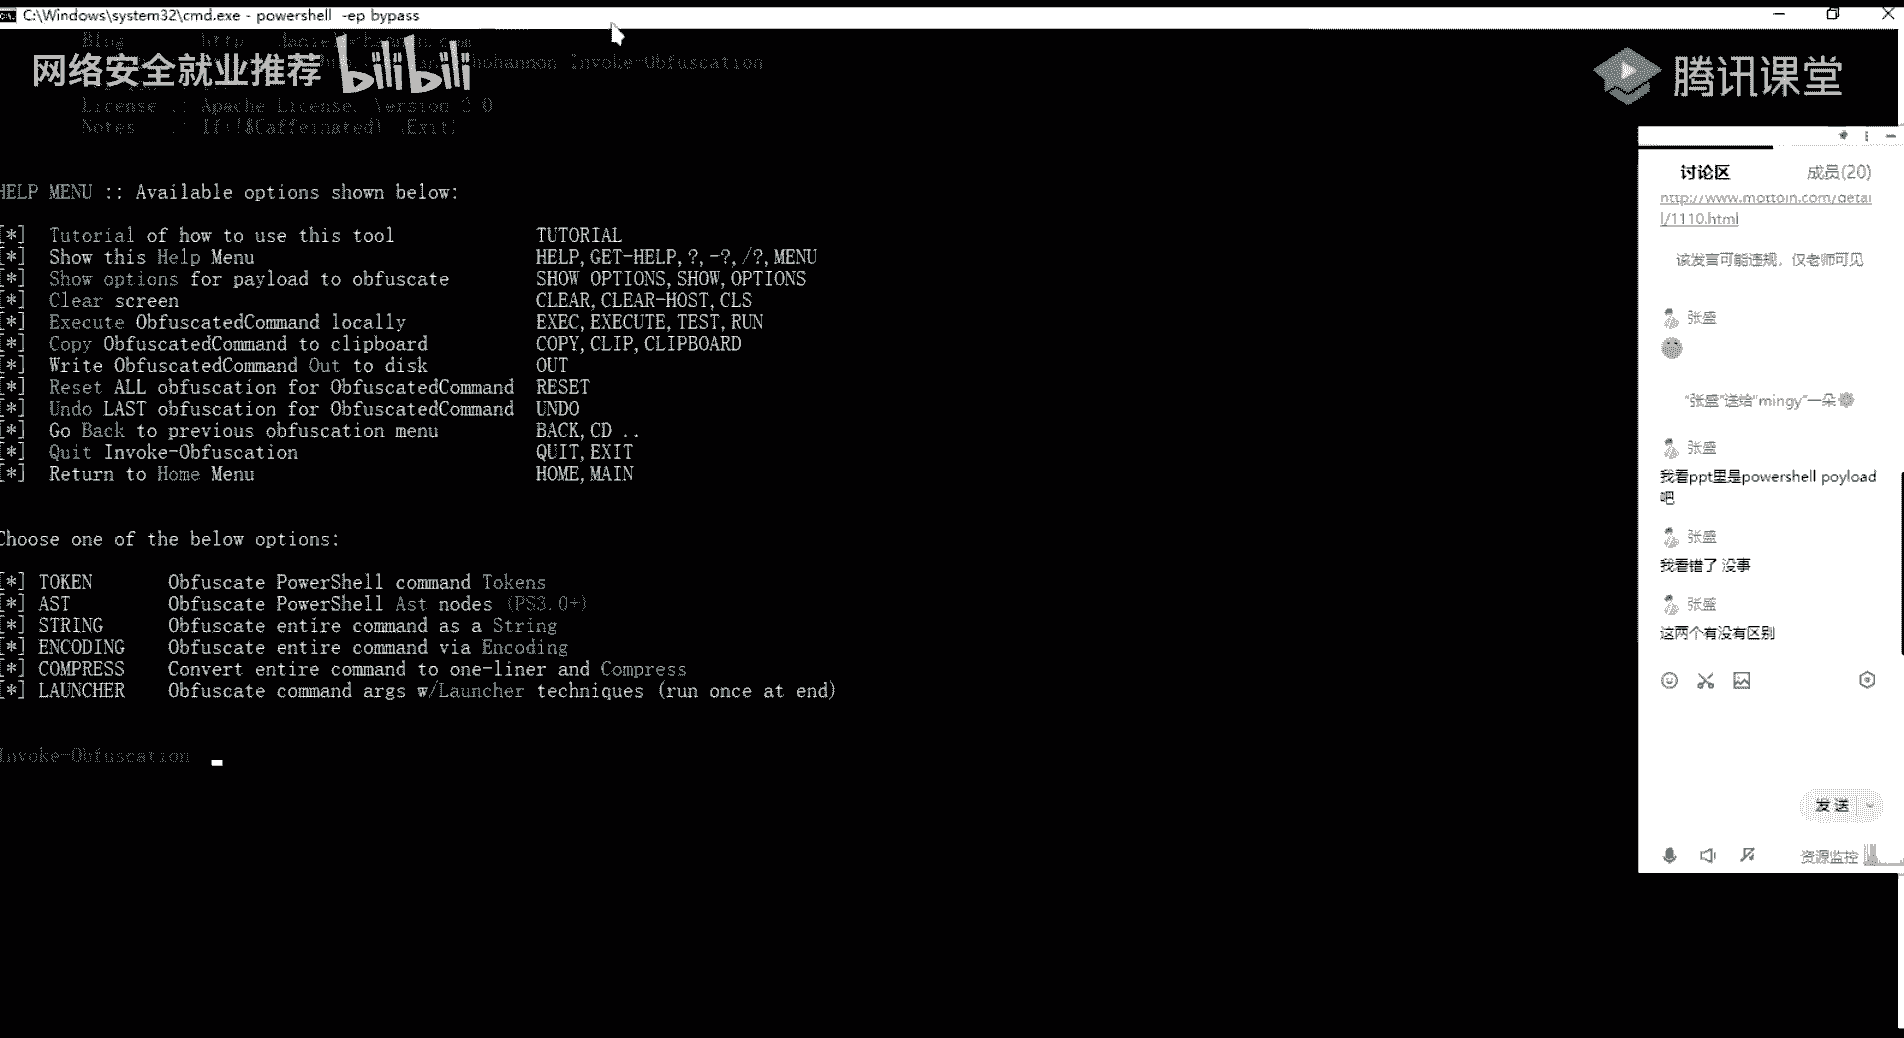 C:\Windows\system32\cmd.exe - powershell -ep bypass
Blog
网络安全就业推荐 bilibili
腾讯课堂
Invoke-Obfuscation
License .: Apache License, Version 2.0
Notes .: If(!$Caffeinated) {Exit}
HELP MENU :: Available options shown below:
[*] Tutorial of how to use this tool TUTORIAL
[*] Show this Help Menu HELP,GET-HELP,?,-?,/?,MENU
[*] Show options for payload to obfuscate SHOW OPTIONS,SHOW,OPTIONS
[*] Clear screen CLEAR,CLEAR-HOST,CLS
[*] Execute ObfuscatedCommand locally EXEC,EXECUTE,TEST,RUN
[*] Copy ObfuscatedCommand to clipboard COPY,CLIP,CLIPBOARD
[*] Write ObfuscatedCommand Out to disk OUT
[*] Reset ALL obfuscation for ObfuscatedCommand RESET
[*] Undo LAST obfuscation for ObfuscatedCommand UNDO
[*] Go Back to previous obfuscation menu BACK,CD ..
[*] Quit Invoke-Obfuscation QUIT,EXIT
[*] Return to Home Menu HOME,MAIN
Choose one of the below options:
[*] TOKEN Obfuscate PowerShell command Tokens
[*] AST Obfuscate PowerShell Ast nodes (PS3.0+)
[*] STRING Obfuscate entire command as a String
[*] ENCODING Obfuscate entire command via Encoding
[*] COMPRESS Convert entire command to one-liner and Compress
[*] LAUNCHER Obfuscate command args w/Launcher techniques (run once at end)
Invoke-Obfuscation
讨论区 成员(20)
http://www.mottoin.com/detai
l/1110.html
该发言可能违规，仅老师可见
张盛
"张盛"送给"mingy"一朵
张盛
我看ppt里是powershell poyload
吧
张盛
我看错了 没事
张盛
这两个有没有区别
发送
资源监控